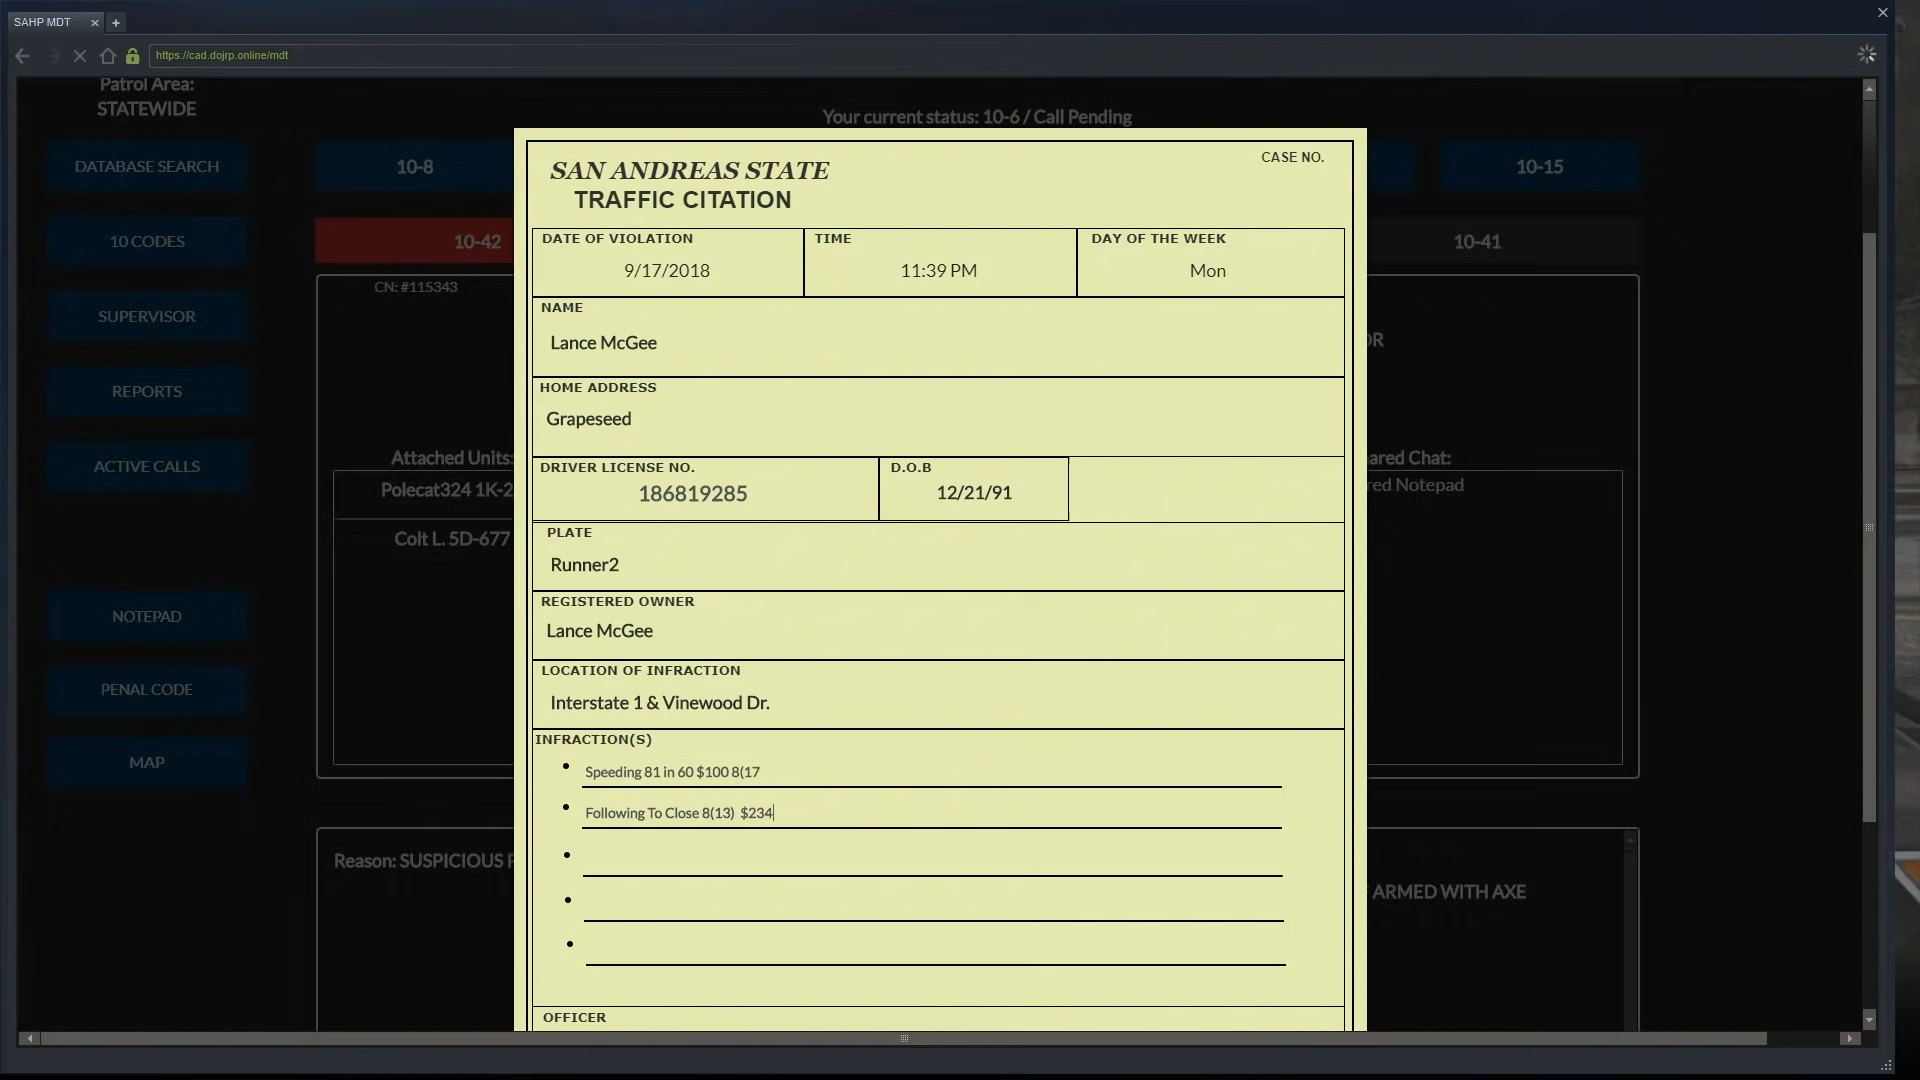 SAHP MDT
https://cad.dojrp.online/mdt
Patrol Area:
STATEWIDE
Your current status: 10-6 / Call Pending
DATABASE SEARCH
10-8
10-15
10 CODES
10-42
10-41
SUPERVISOR
REPORTS
ACTIVE CALLS
NOTEPAD
PENAL CODE
MAP
CN: #115343
Attached Units:
Polecat324 1K-2
Colt L. 5D-677
OR
ared Chat:
red Notepad
Reason: SUSPICIOUS
ARMED WITH AXE
SAN ANDREAS STATE
TRAFFIC CITATION
CASE NO.
DATE OF VIOLATION
9/17/2018
TIME
11:39 PM
DAY OF THE WEEK
Mon
NAME
Lance McGee
HOME ADDRESS
Grapeseed
DRIVER LICENSE NO.
186819285
D.O.B
12/21/91
PLATE
Runner2
REGISTERED OWNER
Lance McGee
LOCATION OF INFRACTION
Interstate 1 & Vinewood Dr.
INFRACTION(S)
Speeding 81 in 60 $100 8(17
Following To Close 8(13) $234
OFFICER